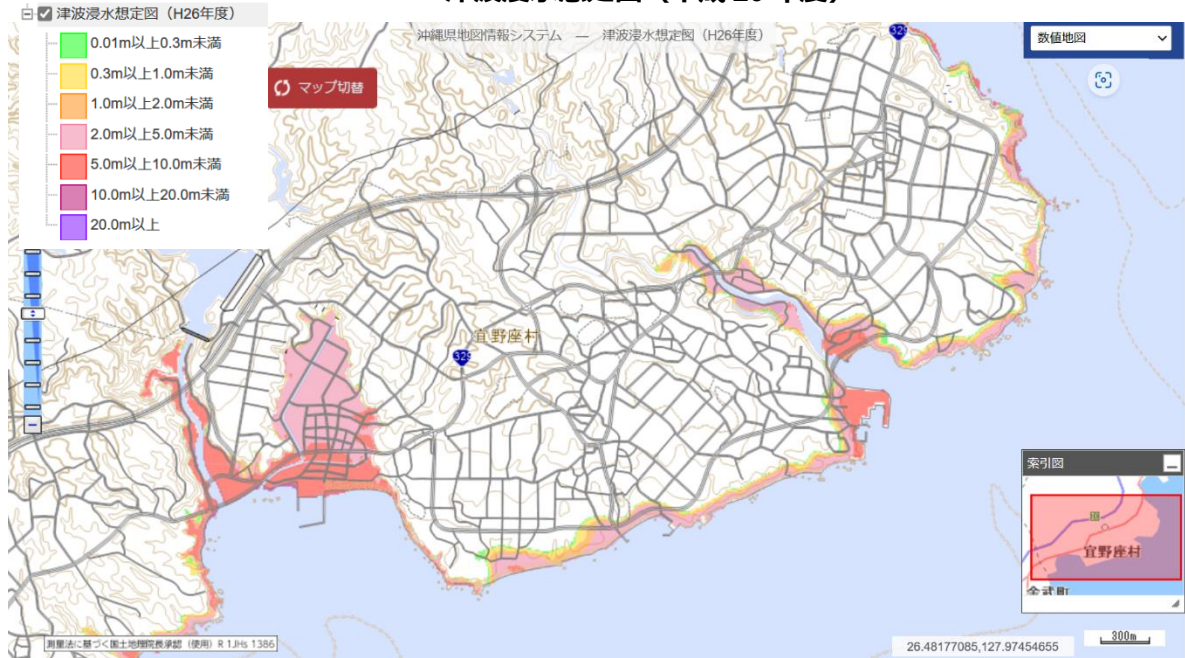 津波浸水想定図（H26年度）
0.01m以上0.3m未満
0.3m以上1.0m未満
1.0m以上2.0m未満
2.0m以上5.0m未満
5.0m以上10.0m未満
10.0m以上20.0m未満
20.0m以上
沖縄県地図情報システム ― 津波浸水想定図（H26年度）
マップ切替
数値地図
329
宜野座村
329
索引図
宜野座村
金武町
測量法に基づく国土地理院長承認（使用）R 1JHs 1386
26.48177085,127.97454655
300m